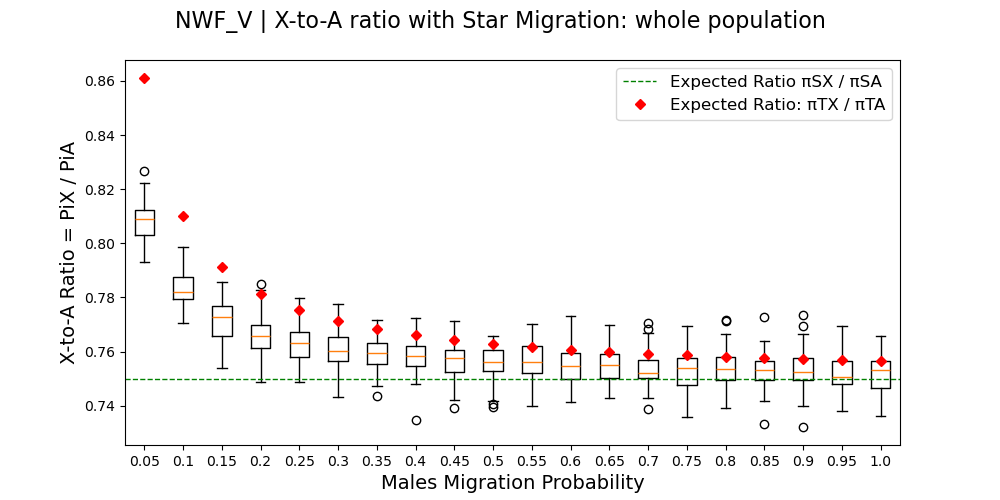 NWF_V | X-to-A ratio with Star Migration: whole population
Expected Ratio πSX / πSA
Expected Ratio: πTX / πTA
X-to-A Ratio = PiX / PiA
0.86
0.84
0.82
0.80
0.78
0.76
0.74
0.05 0.1 0.15 0.2 0.25 0.3 0.35 0.4 0.45 0.5 0.55 0.6 0.65 0.7 0.75 0.8 0.85 0.9 0.95 1.0
Males Migration Probability